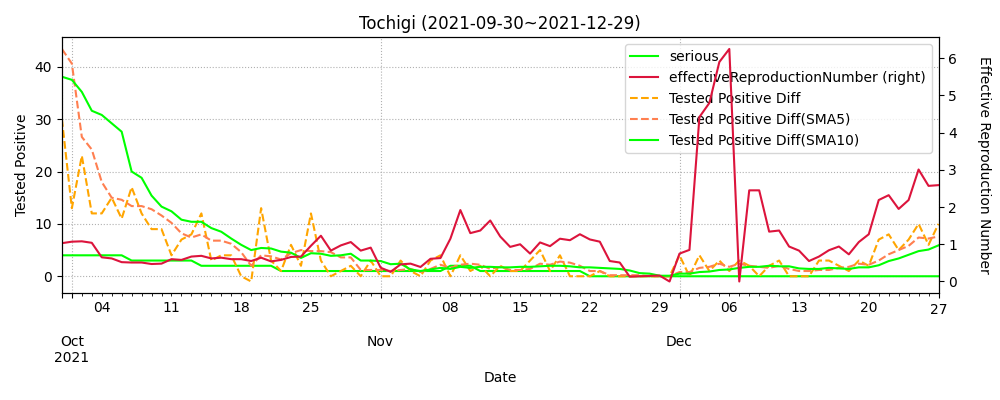 Tochigi (2021-09-30~2021-12-29)
serious
effectiveReproductionNumber (right)
Tested Positive Diff
Tested Positive Diff(SMA5)
Tested Positive Diff(SMA10)
Tested Positive
40
30
20
10
0
Effective Reproduction Number
6
5
4
3
2
1
0
04 11 18 25 08 15 22 29 06 13 20 27
Oct Nov Dec
2021
Date